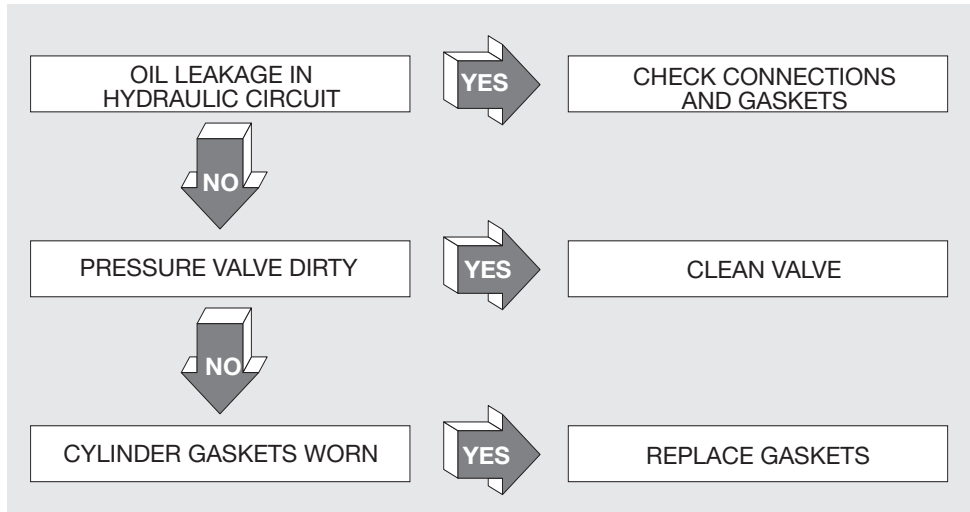 OIL LEAKAGE IN
HYDRAULIC CIRCUIT
YES
CHECK CONNECTIONS
AND GASKETS
NO
PRESSURE VALVE DIRTY
YES
CLEAN VALVE
NO
CYLINDER GASKETS WORN
YES
REPLACE GASKETS